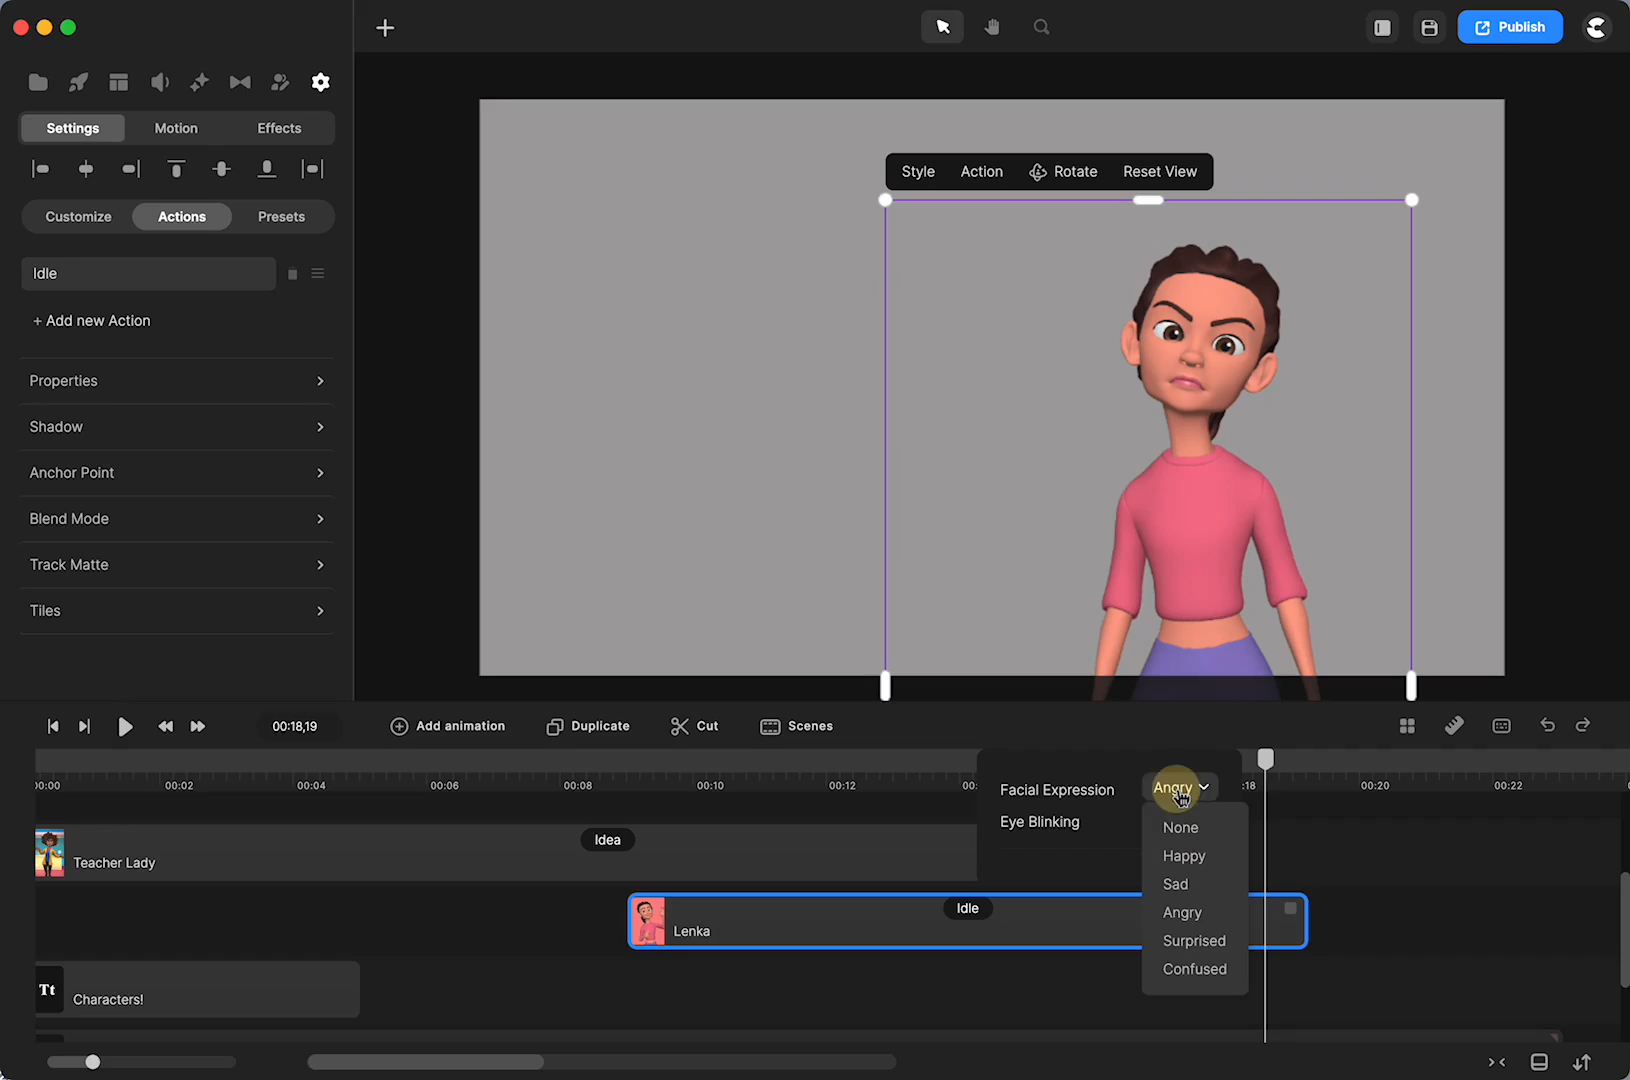 Publish
Settings
Motion
Effects
Customize
Actions
Presets
Idle
+ Add new Action
Properties
Shadow
Anchor Point
Blend Mode
Track Matte
Tiles
Style
Action
Rotate
Reset View
00:18,19
Add animation
Duplicate
Cut
Scenes
00:02
00:04
00:06
00:08
00:10
00:12
:18
00:20
00:22
Facial Expression
Angry
Eye Blinking
None
Happy
Sad
Angry
Surprised
Confused
Idea
Teacher Lady
Idle
Lenka
Tt
Characters!